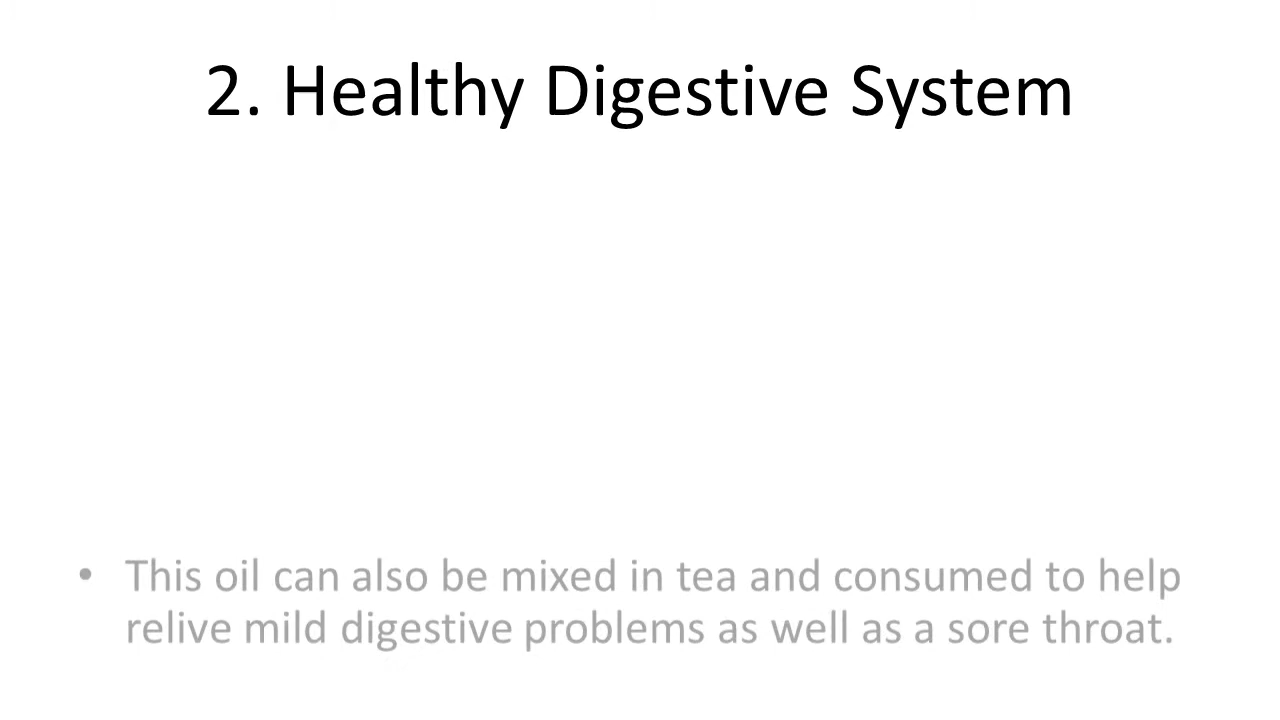 2. Healthy Digestive System
• This oil can also be mixed in tea and consumed to help
relive mild digestive problems as well as a sore throat.